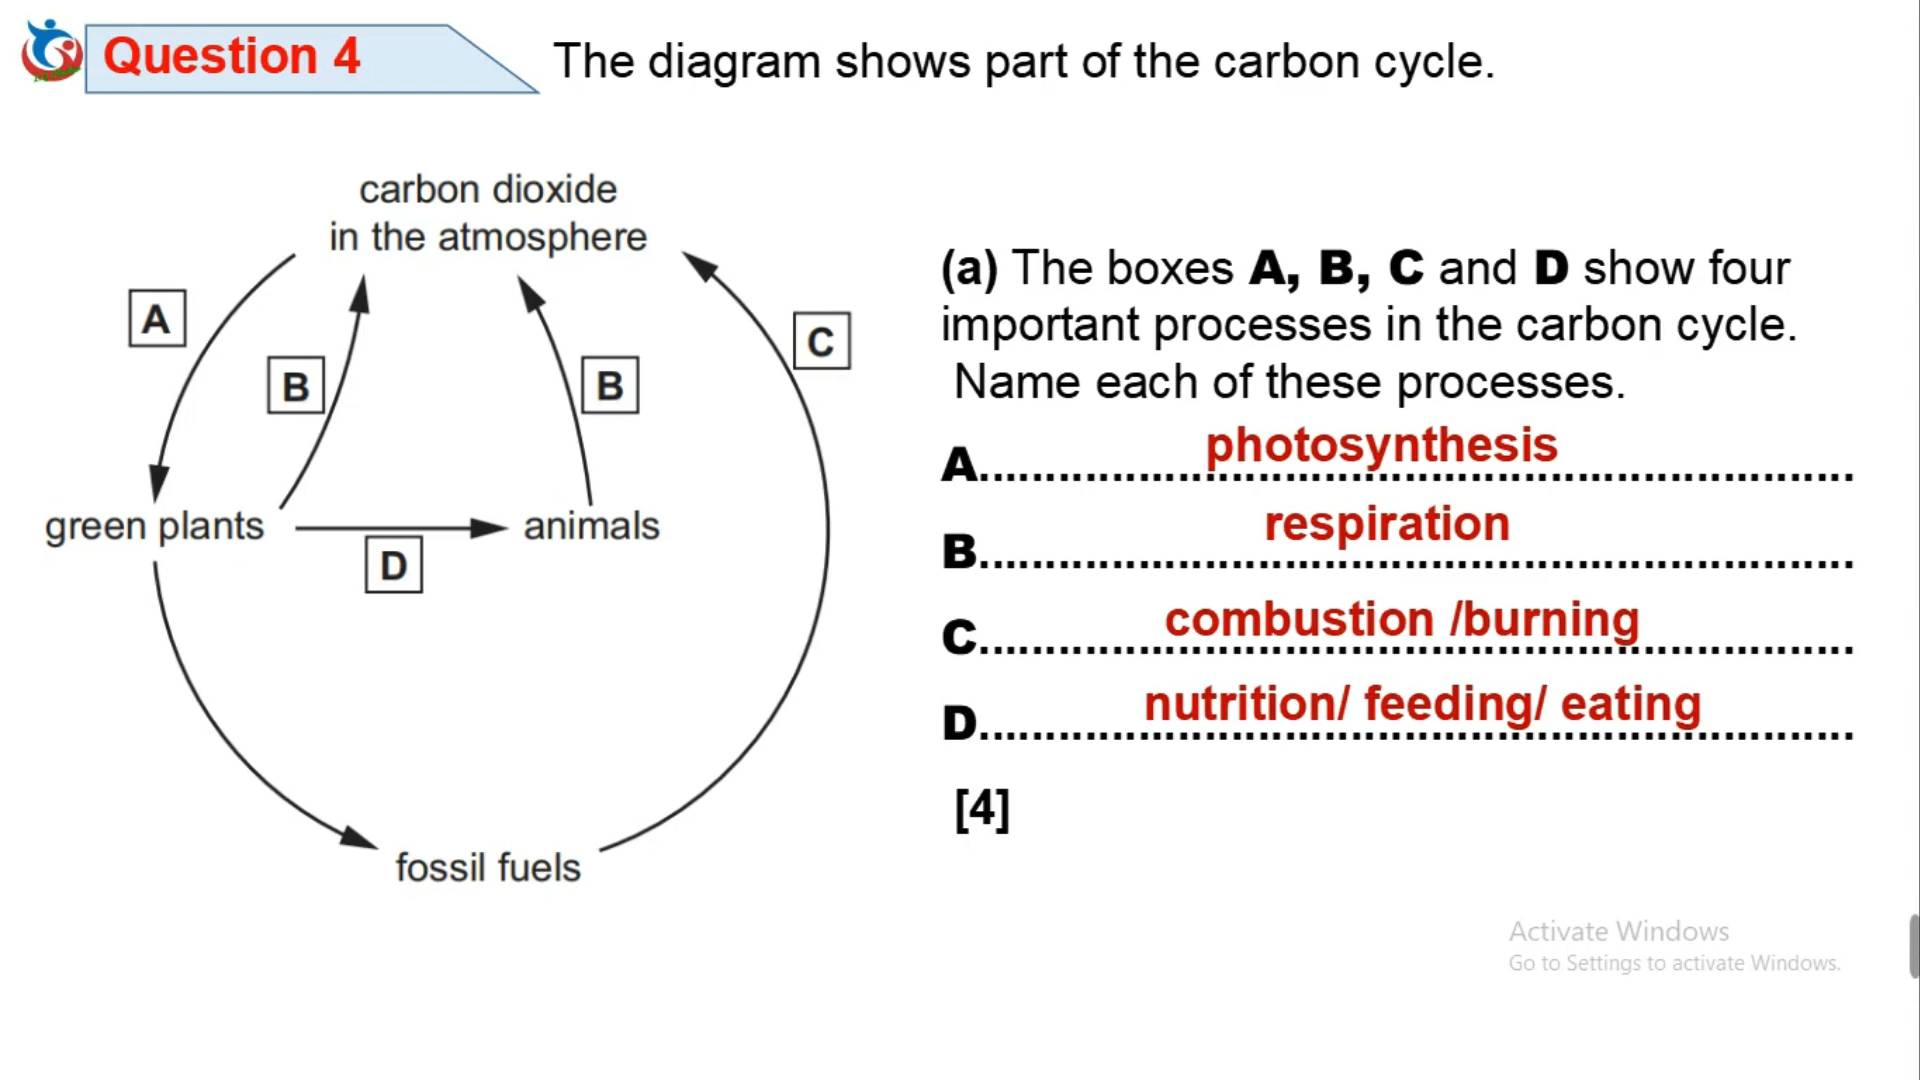 Question 4
The diagram shows part of the carbon cycle.
carbon dioxide
in the atmosphere
A
B
B
C
green plants
animals
D
fossil fuels
(a) The boxes A, B, C and D show four
important processes in the carbon cycle.
Name each of these processes.
A. photosynthesis
B. respiration
C. combustion /burning
D. nutrition/ feeding/ eating
[4]
Activate Windows
Go to Settings to activate Windows.